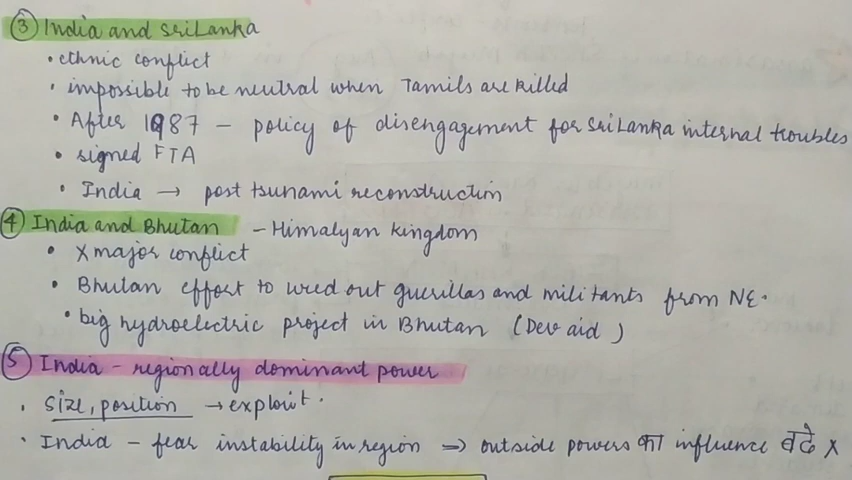 ③ India and SriLanka
• ethnic conflict
• impossible to be neutral when Tamils are killed
• After 1987 – policy of disengagement for SriLanka internal troubles
• signed FTA
• India → post tsunami reconstruction
④ India and Bhutan – Himalyan kingdom
• X major conflict
• Bhutan effort to weed out guerillas and militants from NE.
• big hydroelectric project in Bhutan (Dev aid)
⑤ India - regionally dominant power
• Size, position → exploit.
• India – fear instability in region ⇒ outside powers का influence बढ़े X